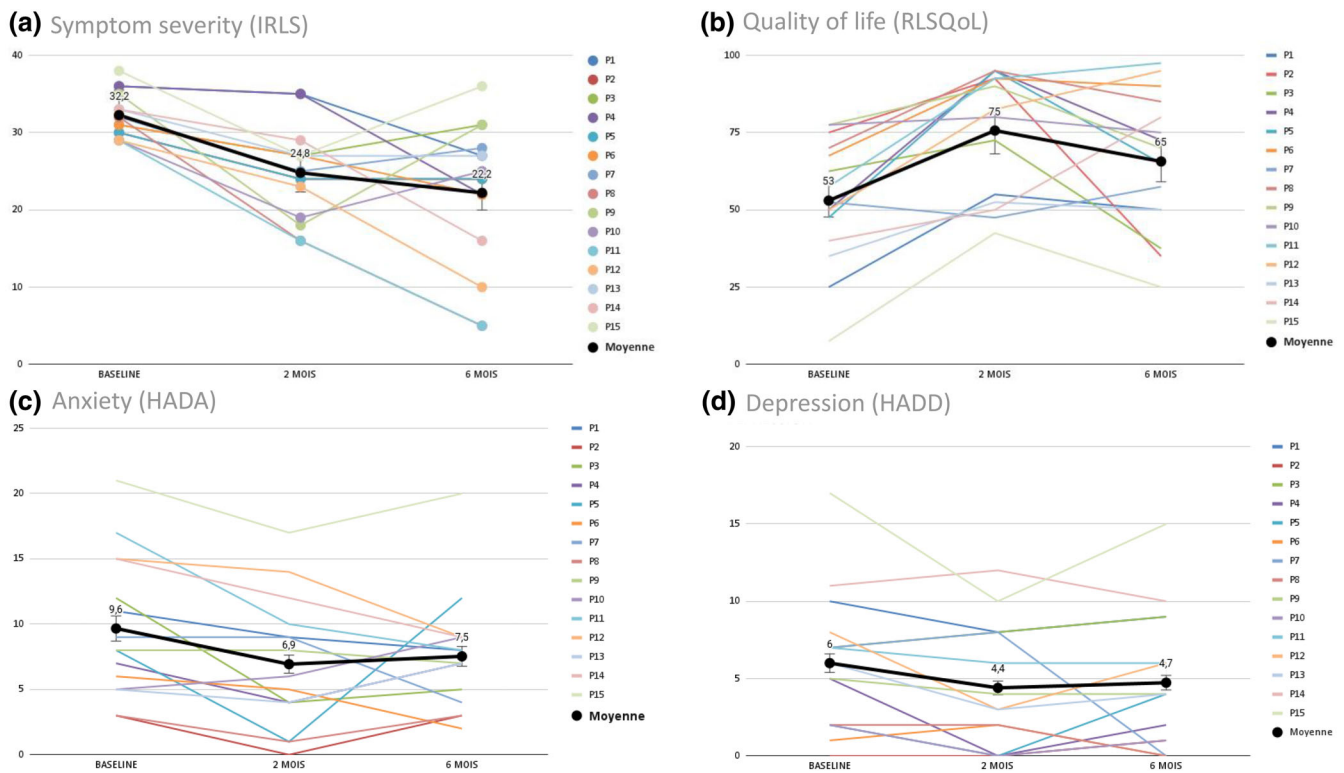 (a) Symptom severity (IRLS)
40
30
20
10
0
32,2
24,8
22,2
BASELINE
2 MOIS
6 MOIS
P1
P2
P3
P4
P5
P6
P7
P8
P9
P10
P11
P12
P13
P14
P15
Moyenne
(b) Quality of life (RLSQoL)
100
75
50
25
0
53
75
65
BASELINE
2 MOIS
6 MOIS
P1
P2
P3
P4
P5
P6
P7
P8
P9
P10
P11
P12
P13
P14
P15
Moyenne
(c) Anxiety (HADA)
25
20
15
10
5
0
9,6
6,9
7,5
BASELINE
2 MOIS
6 MOIS
P1
P2
P3
P4
P5
P6
P7
P8
P9
P10
P11
P12
P13
P14
P15
Moyenne
(d) Depression (HADD)
20
15
10
5
0
6
4,4
4,7
BASELINE
2 MOIS
6 MOIS
P1
P2
P3
P4
P5
P6
P7
P8
P9
P10
P11
P12
P13
P14
P15
Moyenne